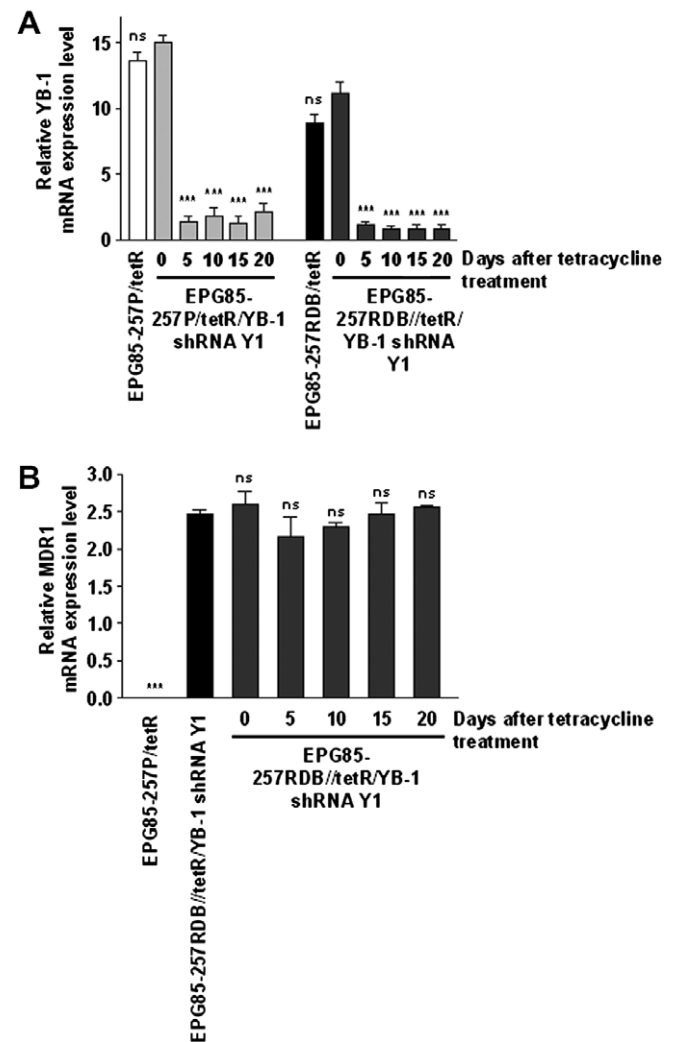 A
Relative YB-1
mRNA expression level
15
10
5
0
ns
*** *** *** ***
ns
*** *** *** ***
EPG85-257P/tetR
0 5 10 15 20
EPG85-
257P/tetR/YB-1
shRNA Y1
EPG85-257RDB/tetR
0 5 10 15 20
EPG85-
257RDB//tetR/
YB-1 shRNA
Y1
Days after tetracycline
treatment
B
Relative MDR1
mRNA expression level
3.0
2.5
2.0
1.5
1.0
0.5
0.0
***
ns ns ns ns ns
EPG85-257P/tetR
EPG85-257RDB//tetR/YB-1 shRNA Y1
0 5 10 15 20
EPG85-
257RDB//tetR/YB-1
shRNA Y1
Days after tetracycline
treatment